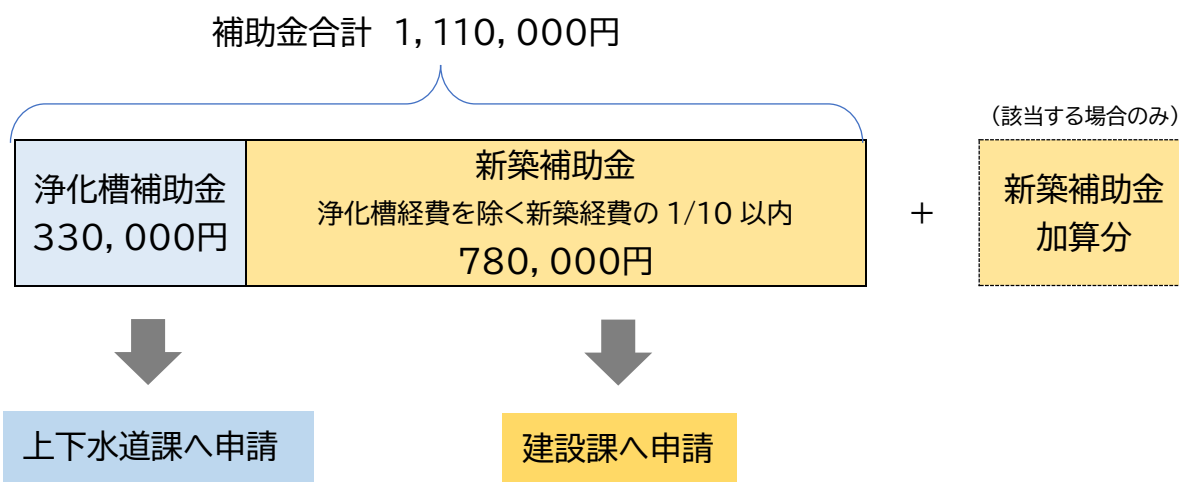 補助金合計 1,110,000円
（該当する場合のみ）
浄化槽補助金
330,000円
新築補助金
浄化槽経費を除く新築経費の 1/10 以内
780,000円
＋
新築補助金
加算分
上下水道課へ申請
建設課へ申請